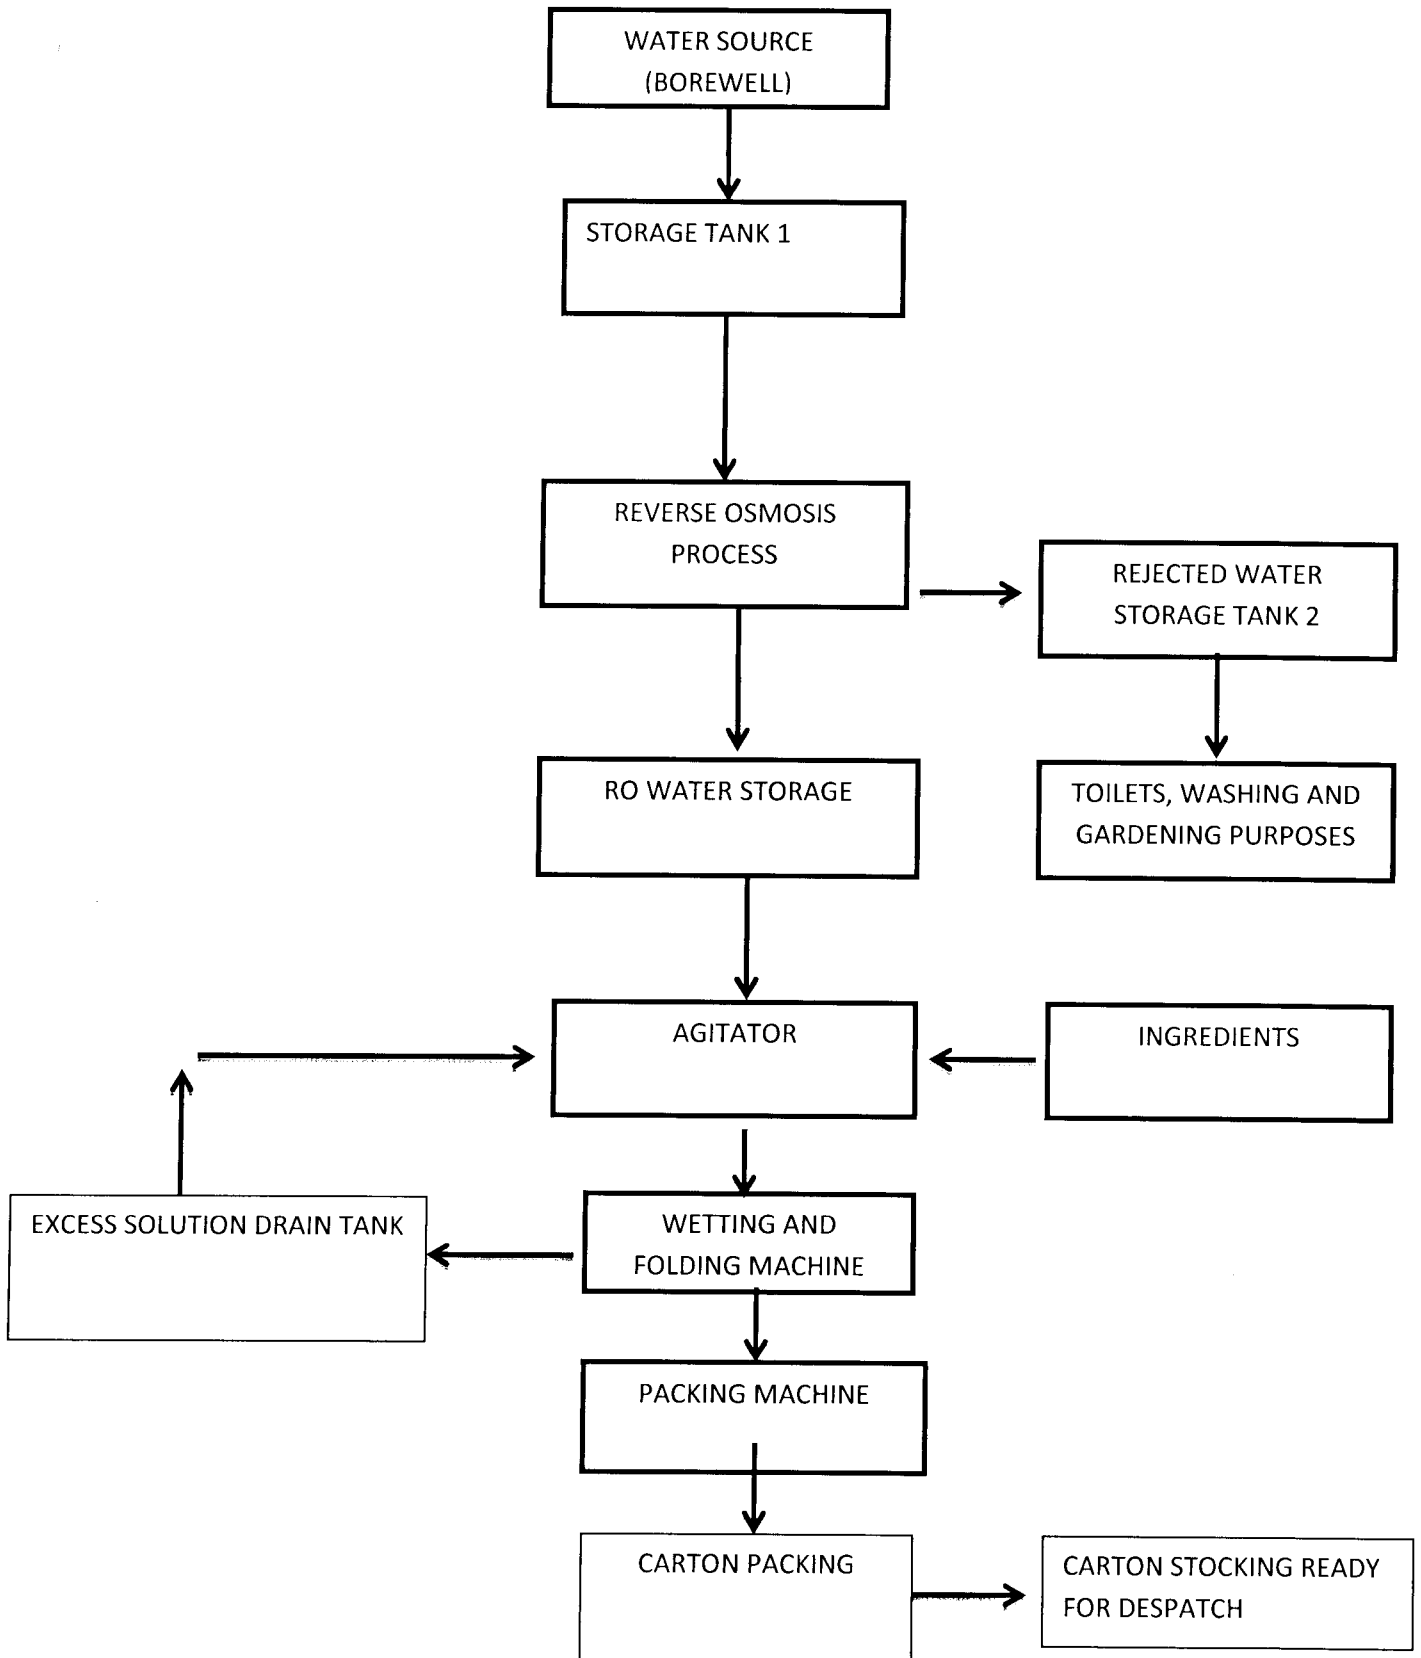 WATER SOURCE
(BOREWELL)
STORAGE TANK 1
REVERSE OSMOSIS
PROCESS
REJECTED WATER
STORAGE TANK 2
RO WATER STORAGE
TOILETS, WASHING AND
GARDENING PURPOSES
AGITATOR
INGREDIENTS
EXCESS SOLUTION DRAIN TANK
WETTING AND
FOLDING MACHINE
PACKING MACHINE
CARTON PACKING
CARTON STOCKING READY
FOR DESPATCH